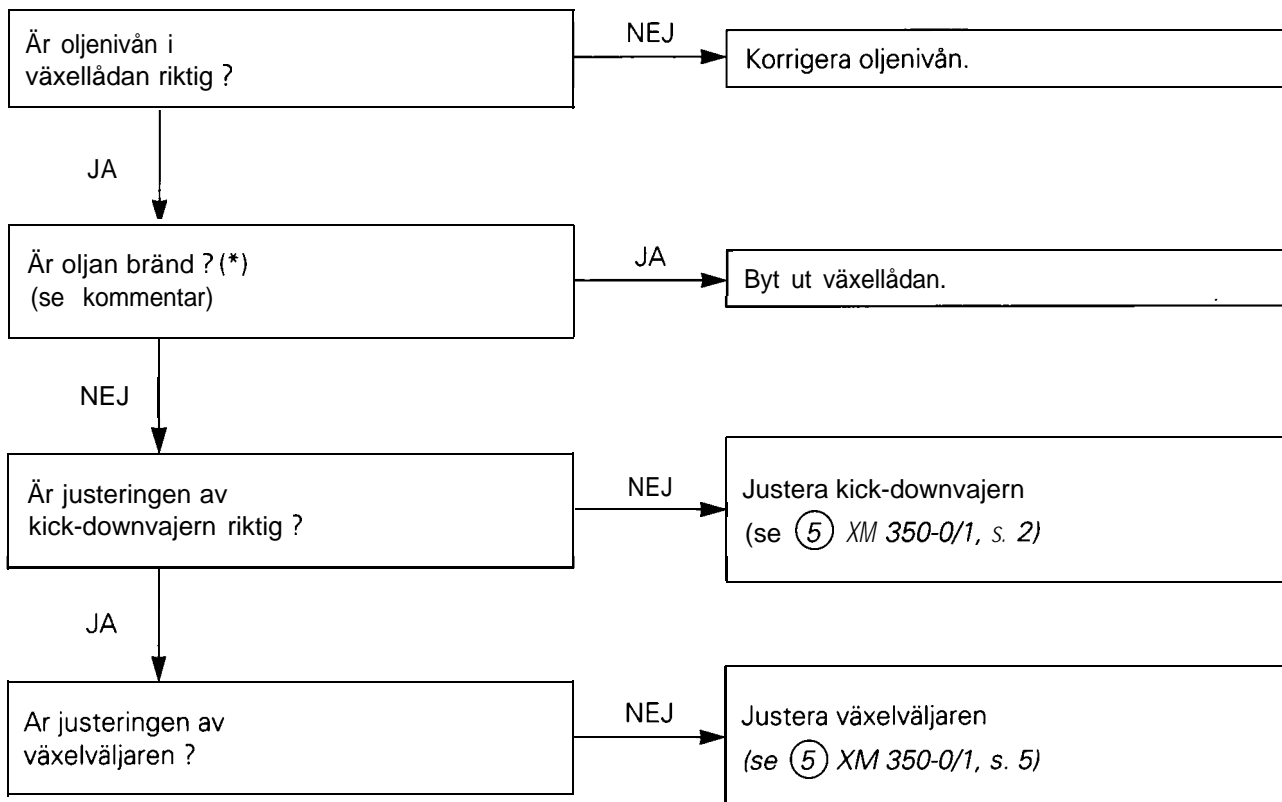 Är oljenivån i
växellådan riktig ?
NEJ
Korrigera oljenivån.
JA
Är oljan bränd ? (*)
(se kommentar)
JA
Byt ut växellådan.
NEJ
Är justeringen av
kick-downvajern riktig ?
NEJ
Justera kick-downvajern
(se 5 XM 350-0/1, s. 2)
JA
Ar justeringen av
växelväljaren ?
NEJ
Justera växelväljaren
(se 5 XM 350-0/1, s. 5)